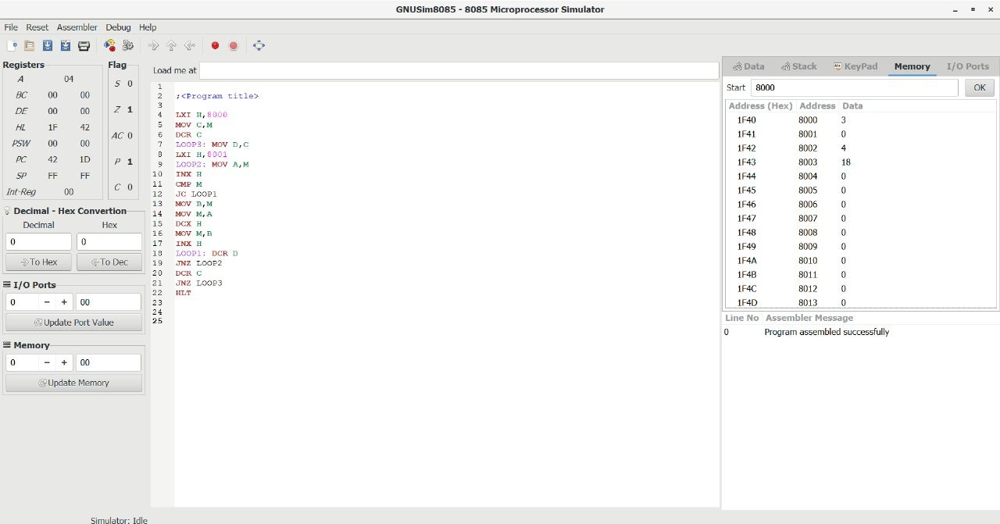 GNUSim8085 - 8085 Microprocessor Simulator
File Reset Assembler Debug Help
Registers
A 04
BC 00 00
DE 00 00
HL 1F 42
PSW 00 00
PC 42 1D
SP FF FF
Int-Reg 00
Flag
S 0
Z 1
AC 0
P 1
C 0
Decimal - Hex Convertion
Decimal Hex
0 0
To Hex To Dec
I/O Ports
0 − + 00
Update Port Value
Memory
0 − + 00
Update Memory
Load me at
1
2 ;<Program title>
3
4 LXI H,8000
5 MOV C,M
6 DCR C
7 LOOP3: MOV D,C
8 LXI H,8001
9 LOOP2: MOV A,M
10 INX H
11 CMP M
12 JC LOOP1
13 MOV B,M
14 MOV M,A
15 DCX H
16 MOV M,B
17 INX H
18 LOOP1: DCR D
19 JNZ LOOP2
20 DCR C
21 JNZ LOOP3
22 HLT
23
24
25
Data Stack KeyPad Memory I/O Ports
Start 8000 OK
Address (Hex) Address Data
1F40 8000 3
1F41 8001 0
1F42 8002 4
1F43 8003 18
1F44 8004 0
1F45 8005 0
1F46 8006 0
1F47 8007 0
1F48 8008 0
1F49 8009 0
1F4A 8010 0
1F4B 8011 0
1F4C 8012 0
1F4D 8013 0
Line No Assembler Message
0 Program assembled successfully
Simulator: Idle